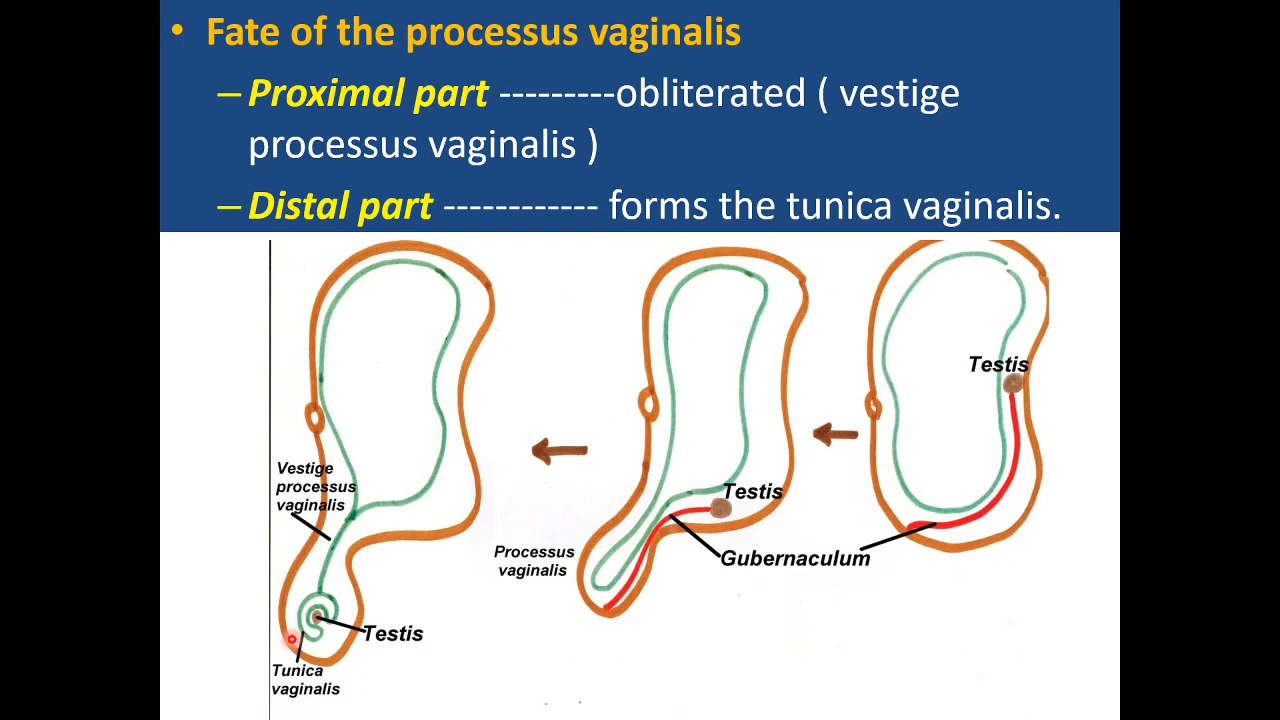 • Fate of the processus vaginalis
– Proximal part ---------obliterated ( vestige
processus vaginalis )
– Distal part ------------ forms the tunica vaginalis.
Testis
Gubernaculum
Testis
Processus
vaginalis
Vestige
processus
vaginalis
Testis
Tunica
vaginalis